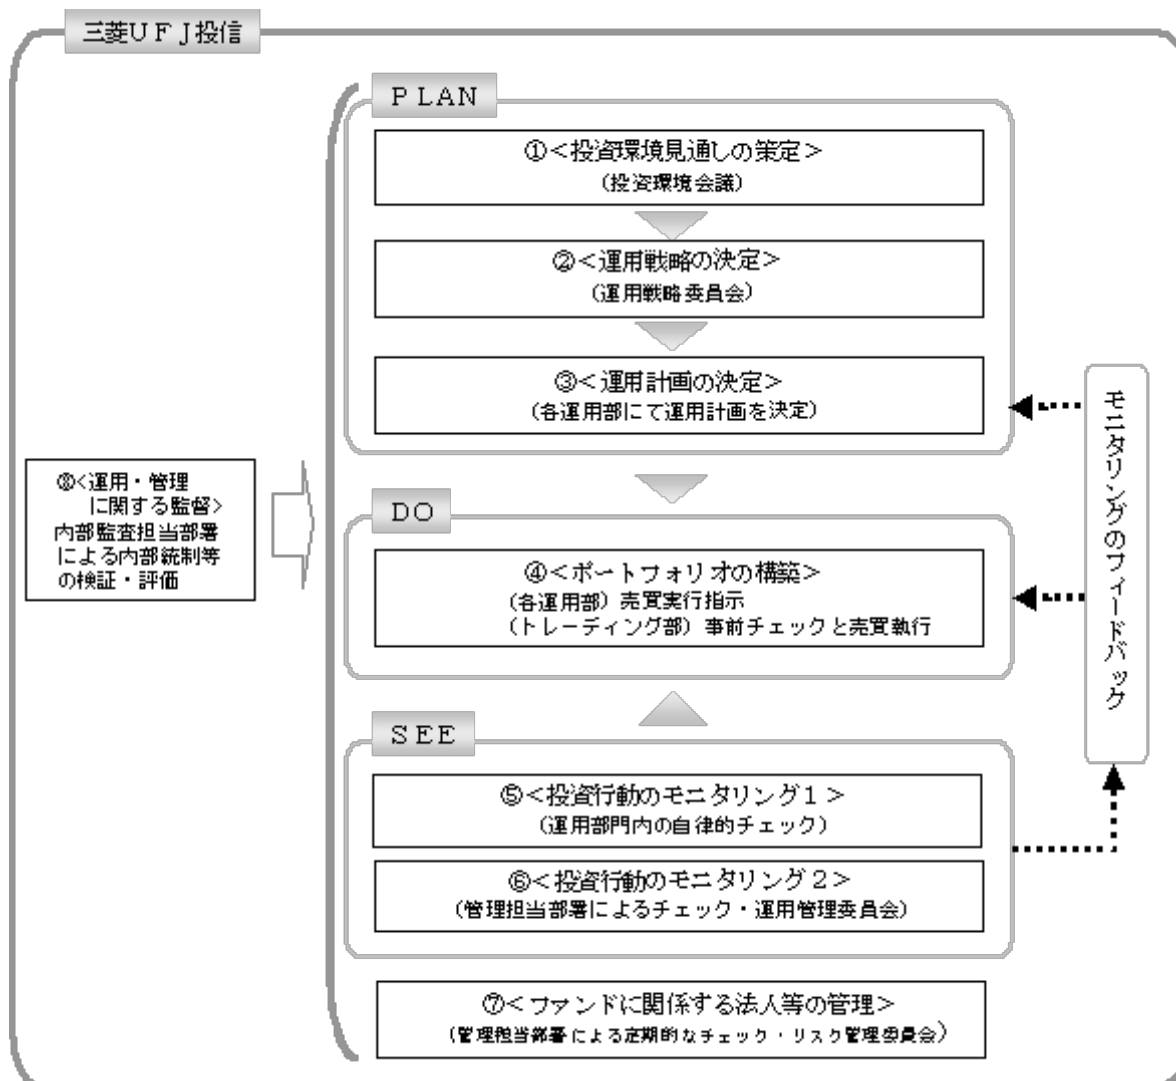 三菱ＵＦＪ投信
ＰＬＡＮ
①＜投資環境見通しの策定＞
（投資環境会議）
②＜運用戦略の決定＞
（運用戦略委員会）
③＜運用計画の決定＞
（各運用部にて運用計画を決定）
⑧<運用・管理
に関する監督>
内部監査担当部署
による内部統制等
の検証・評価
ＤＯ
④＜ポートフォリオの構築＞
（各運用部）売買実行指示
（トレーディング部）事前チェックと売買執行
モニタリングのフィードバック
ＳＥＥ
⑤＜投資行動のモニタリング１＞
（運用部門内の自律的チェック）
⑥＜投資行動のモニタリング２＞
（管理担当部署によるチェック・運用管理委員会）
⑦＜ファンドに関係する法人等の管理＞
（管理担当部署による定期的なチェック・リスク管理委員会）